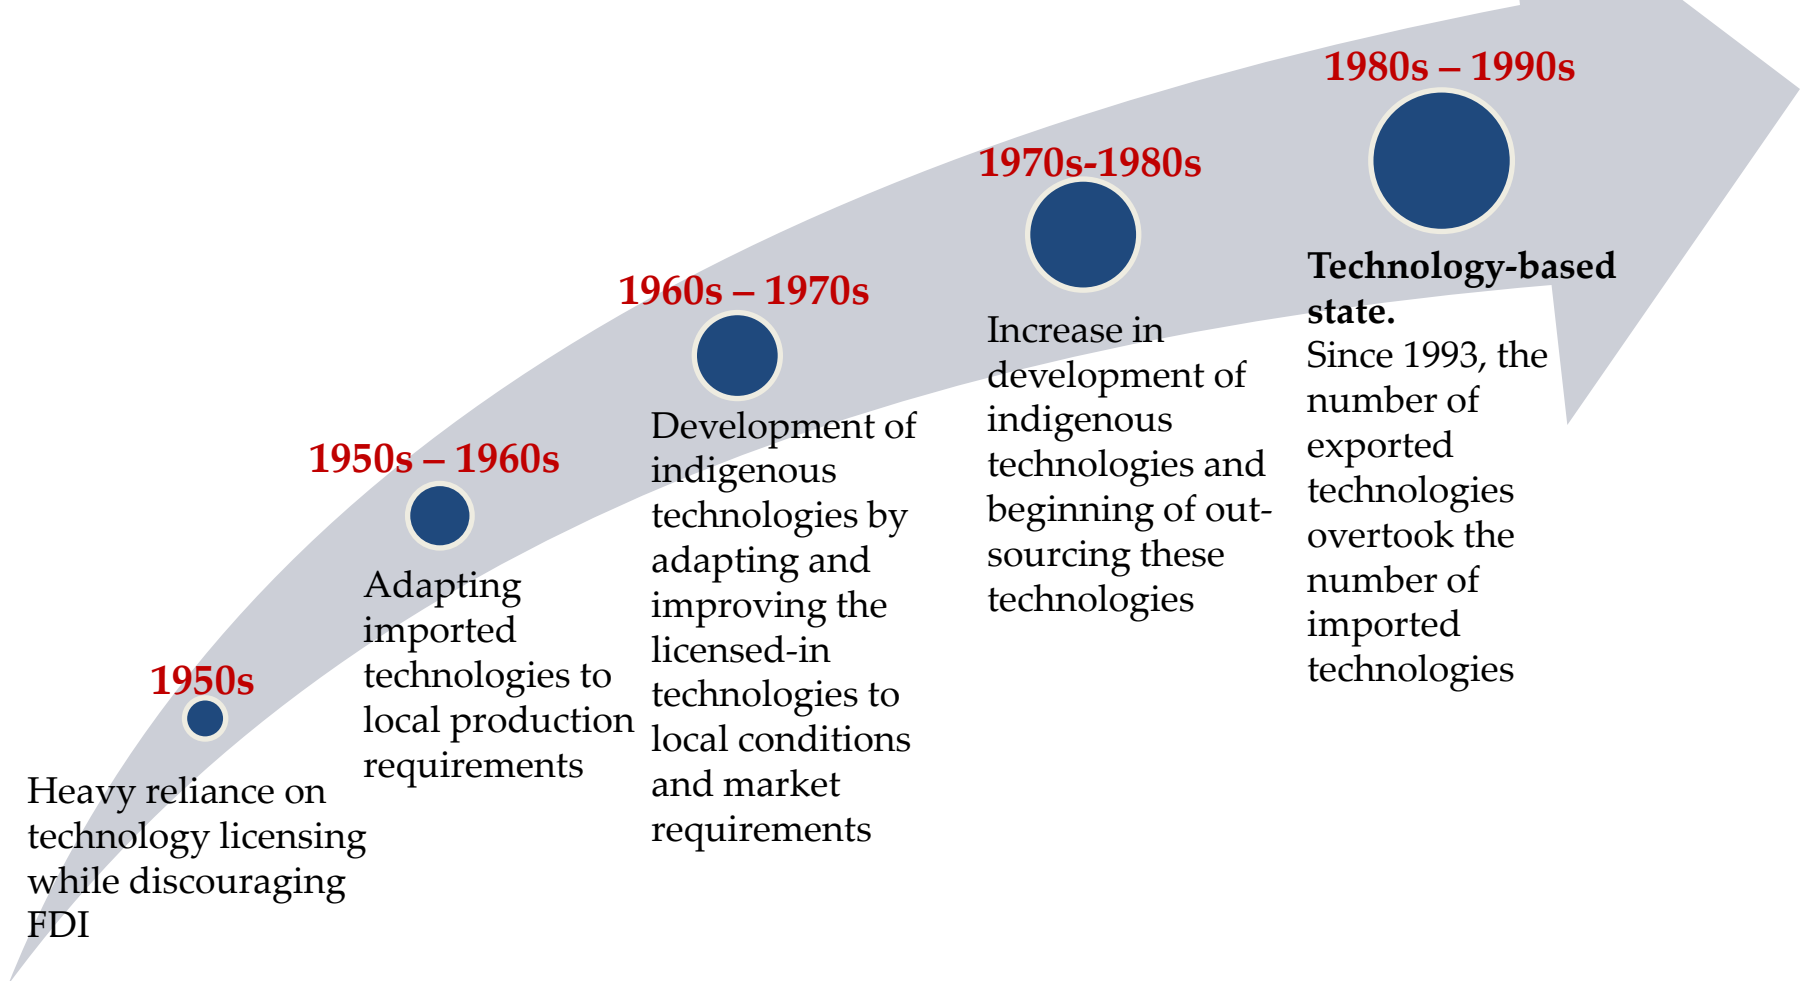 1950s
Heavy reliance on
technology licensing
while discouraging
FDI
1950s – 1960s
Adapting
imported
technologies to
local production
requirements
1960s – 1970s
Development of
indigenous
technologies by
adapting and
improving the
licensed-in
technologies to
local conditions
and market
requirements
1970s-1980s
Increase in
development of
indigenous
technologies and
beginning of out-
sourcing these
technologies
1980s – 1990s
Technology-based
state.
Since 1993, the
number of
exported
technologies
overtook the
number of
imported
technologies